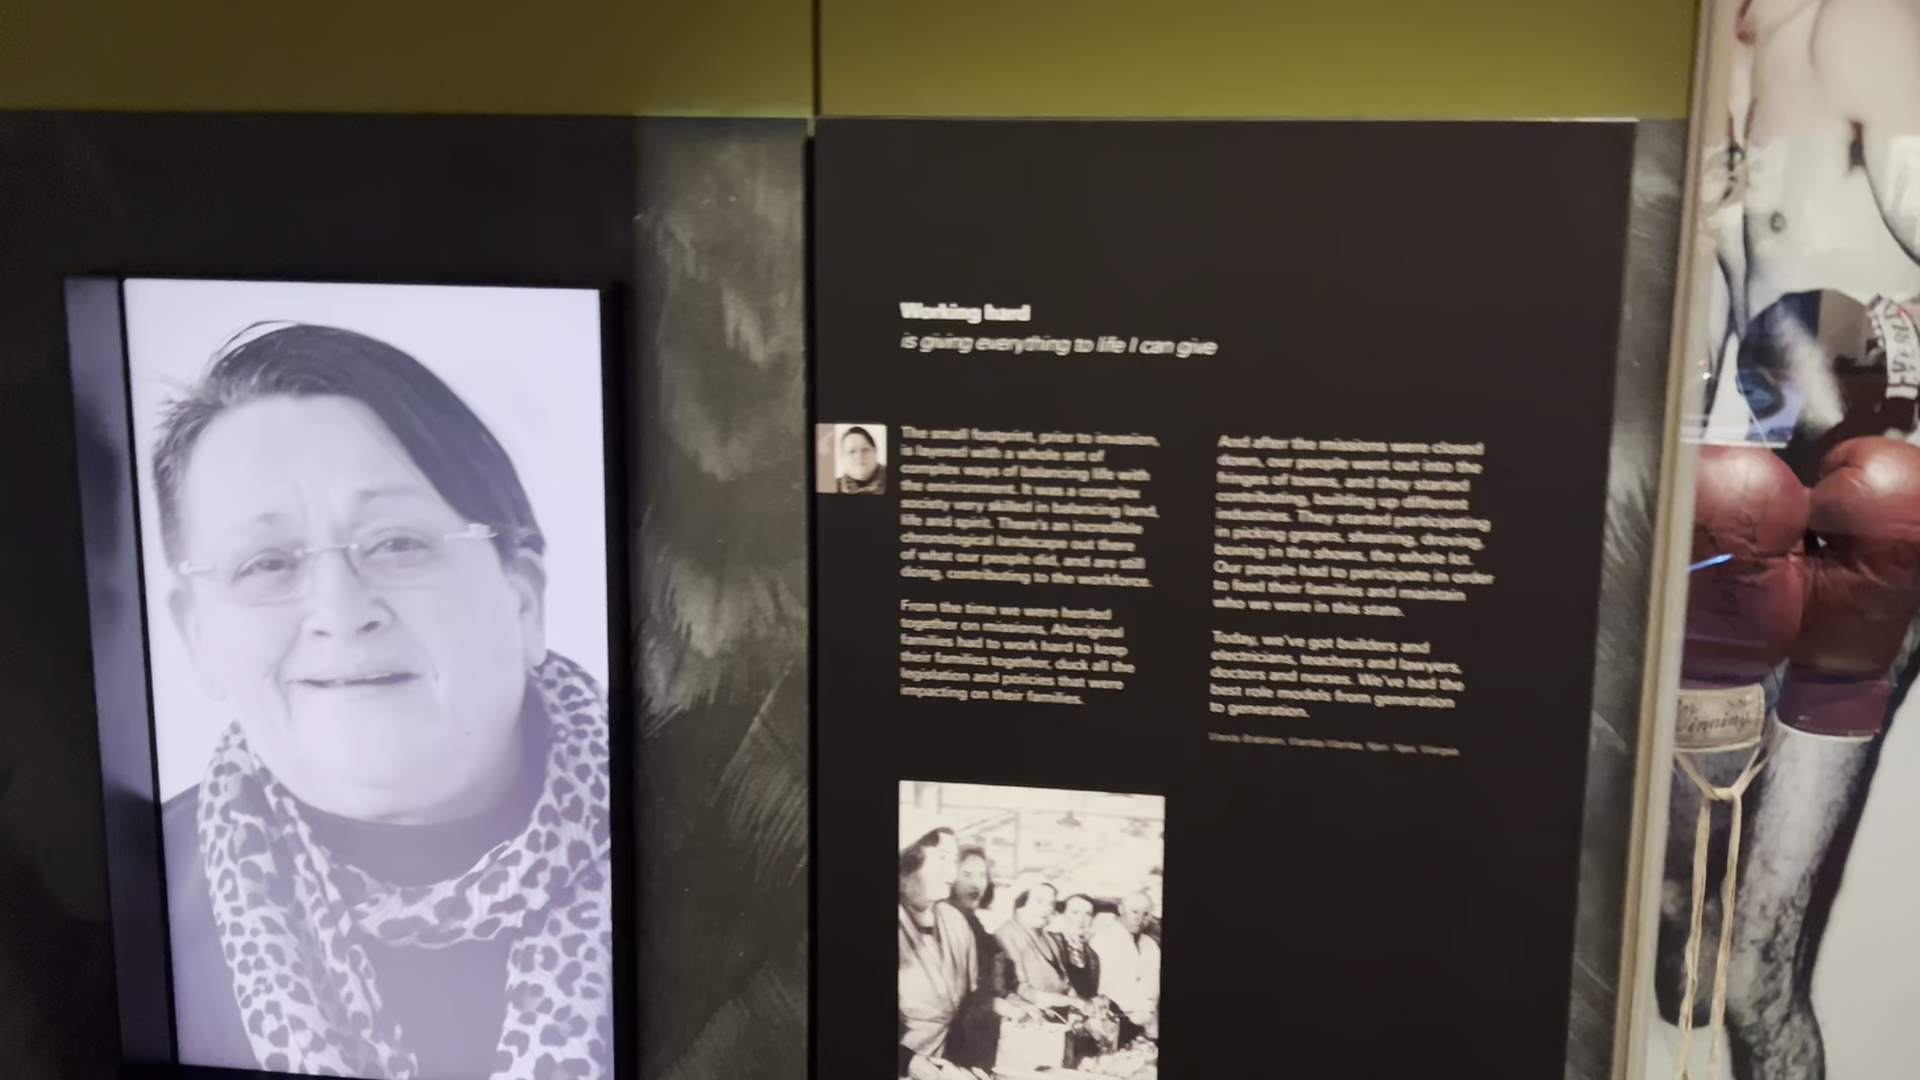 Working hard
is giving everything to life I can give
The small footprint, prior to invasion,
is layered with a whole set of
complex ways of balancing life with
the environment. It was a complex
society very skilled in balancing land,
life and spirit. There's an incredible
chronological landscape out there
of what our people did, and are still
doing, contributing to the workforce.
From the time we were herded
together on missions, Aboriginal
families had to work hard to keep
their families together, duck all the
legislation and policies that were
impacting on their families.
And after the missions were closed
down, our people went out into the
fringes of towns, and they started
contributing, building up different
industries. They started participating
in picking grapes, shearing, droving,
boxing in the shows, the whole lot.
Our people had to participate in order
to feed their families and maintain
who we were in this state.
Today, we've got builders and
electricians, teachers and lawyers,
doctors and nurses. We've had the
best role models from generation
to generation.